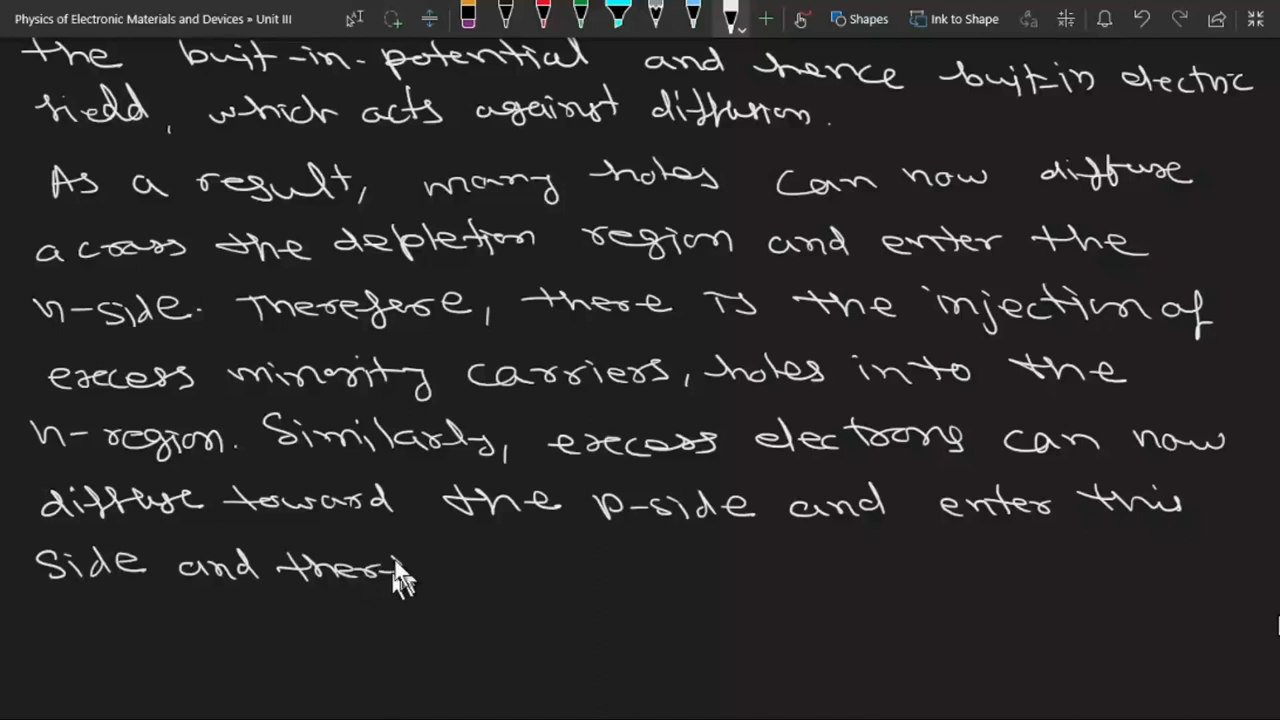 Physics of Electronic Materials and Devices » Unit III
Shapes
Ink to Shape
the built-in-potential and hence built-in electric
field, which acts against diffusion.
As a result, many holes can now diffuse
across the depletion region and enter the
n-side. Therefore, there is the injection of
excess minority carriers, holes into the
n-region. Similarly, excess electrons can now
diffuse toward the p-side and enter this
side and ther